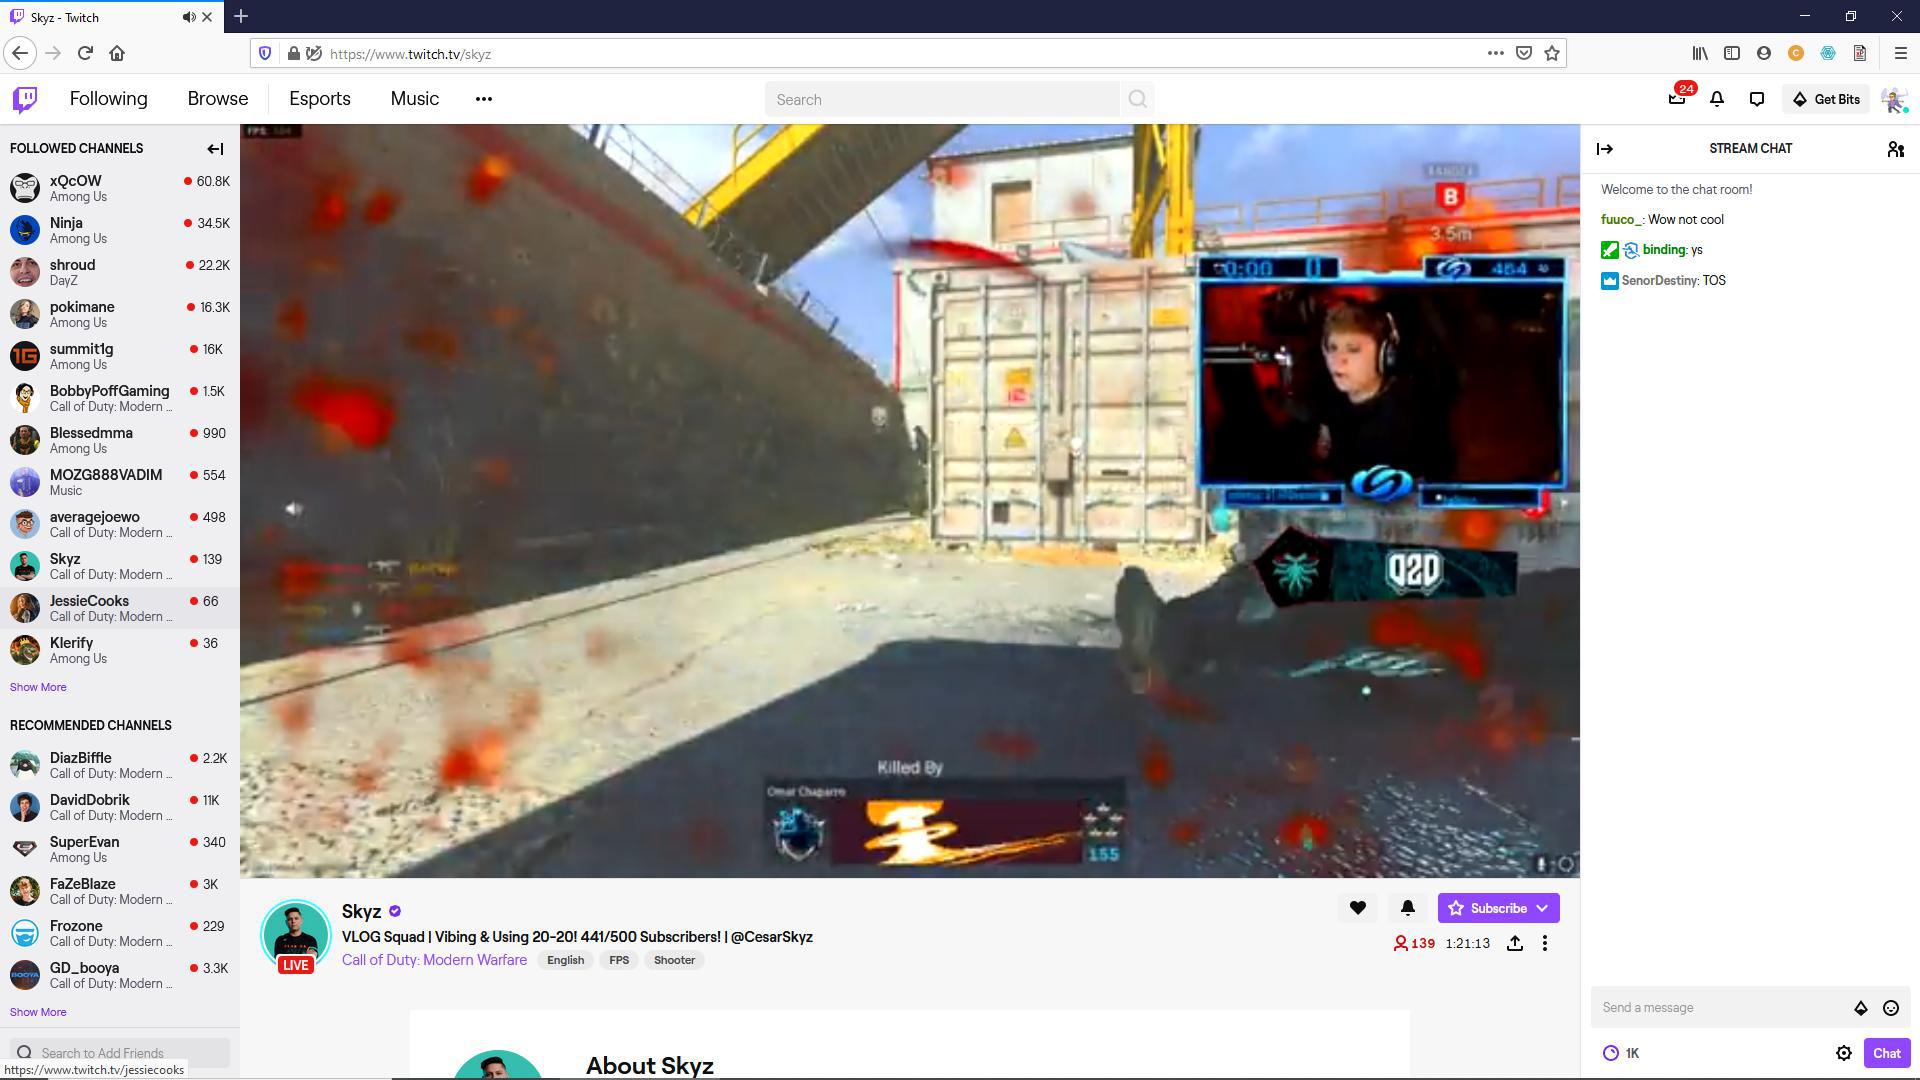 Skyz - Twitch
https://www.twitch.tv/skyz
Following
Browse
Esports
Music
Search
24
Get Bits
FOLLOWED CHANNELS
xQcOW
60.8K
Among Us
Ninja
34.5K
Among Us
shroud
22.2K
DayZ
pokimane
16.3K
Among Us
summit1g
16K
Among Us
BobbyPoffGaming
1.5K
Call of Duty: Modern ...
Blessedmma
990
Among Us
MOZG888VADIM
554
Music
averagejoewo
498
Call of Duty: Modern ...
Skyz
139
Call of Duty: Modern ...
JessieCooks
66
Call of Duty: Modern ...
Klerify
36
Among Us
Show More
RECOMMENDED CHANNELS
DiazBiffle
2.2K
Call of Duty: Modern ...
DavidDobrik
11K
Call of Duty: Modern ...
SuperEvan
340
Among Us
FaZeBlaze
3K
Call of Duty: Modern ...
Frozone
229
Call of Duty: Modern ...
GD_booya
3.3K
Call of Duty: Modern ...
Show More
Search to Add Friends
https://www.twitch.tv/jessiecooks
FPS:
B
3.5m
0:00
464
Killed By
Omar Chaparro
155
Skyz
LIVE
VLOG Squad | Vibing & Using 20-20! 441/500 Subscribers! | @CesarSkyz
Call of Duty: Modern Warfare
English
FPS
Shooter
Subscribe
139
1:21:13
About Skyz
STREAM CHAT
Welcome to the chat room!
fuuco_: Wow not cool
binding: ys
SenorDestiny: TOS
Send a message
1K
Chat